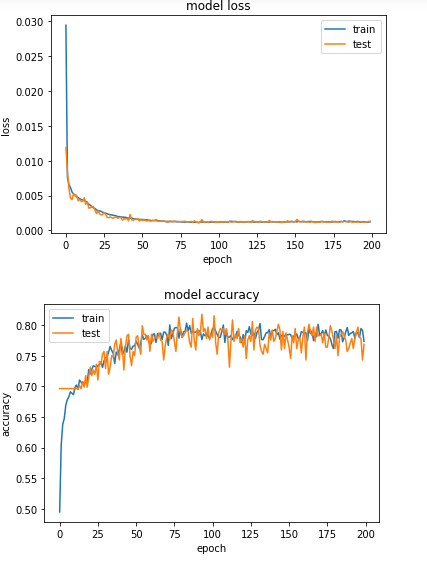 model loss
0.030
0.025
0.020
0.015
0.010
0.005
0.000
loss
train
test
0 25 50 75 100 125 150 175 200
epoch
model accuracy
0.80
0.75
0.70
0.65
0.60
0.55
0.50
accuracy
train
test
0 25 50 75 100 125 150 175 200
epoch